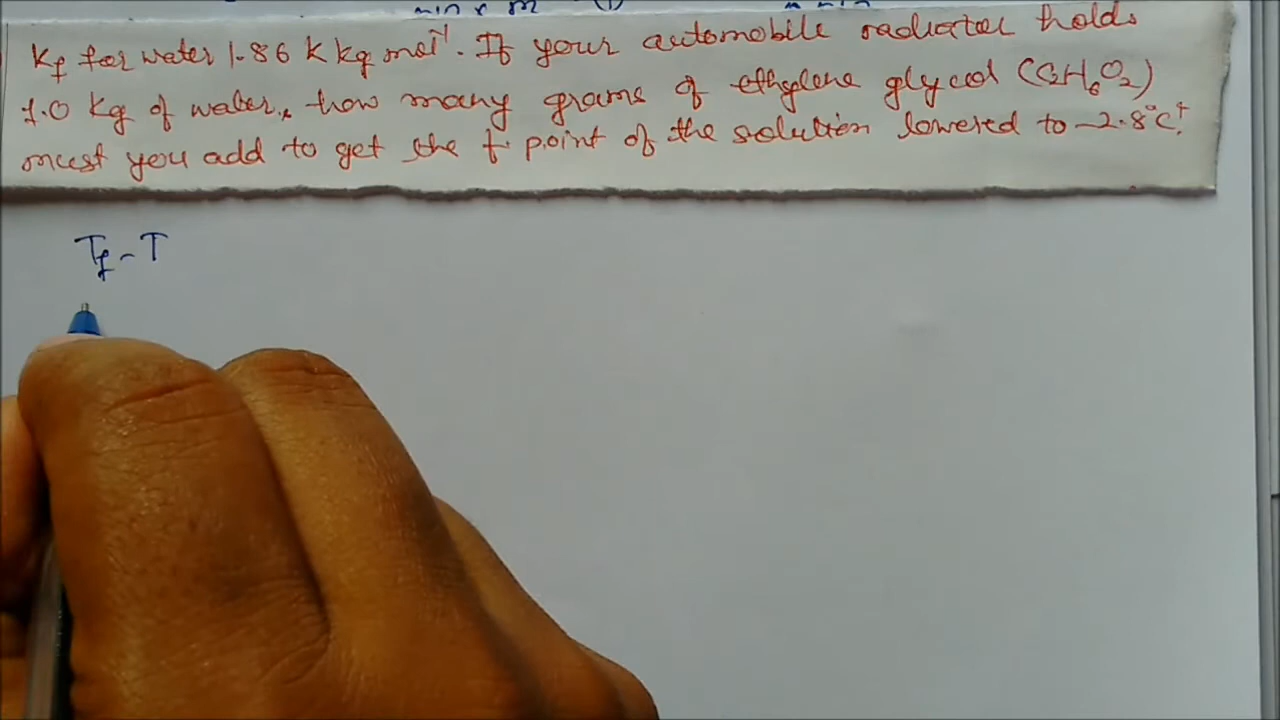 Kf for water 1.86 K kg mol⁻¹. If your automobile radiator holds
1.0 kg of water, how many grams of ethylene glycol (C2H6O2)
must you add to get the f. point of the solution lowered to -2.8°C.
Tf - T